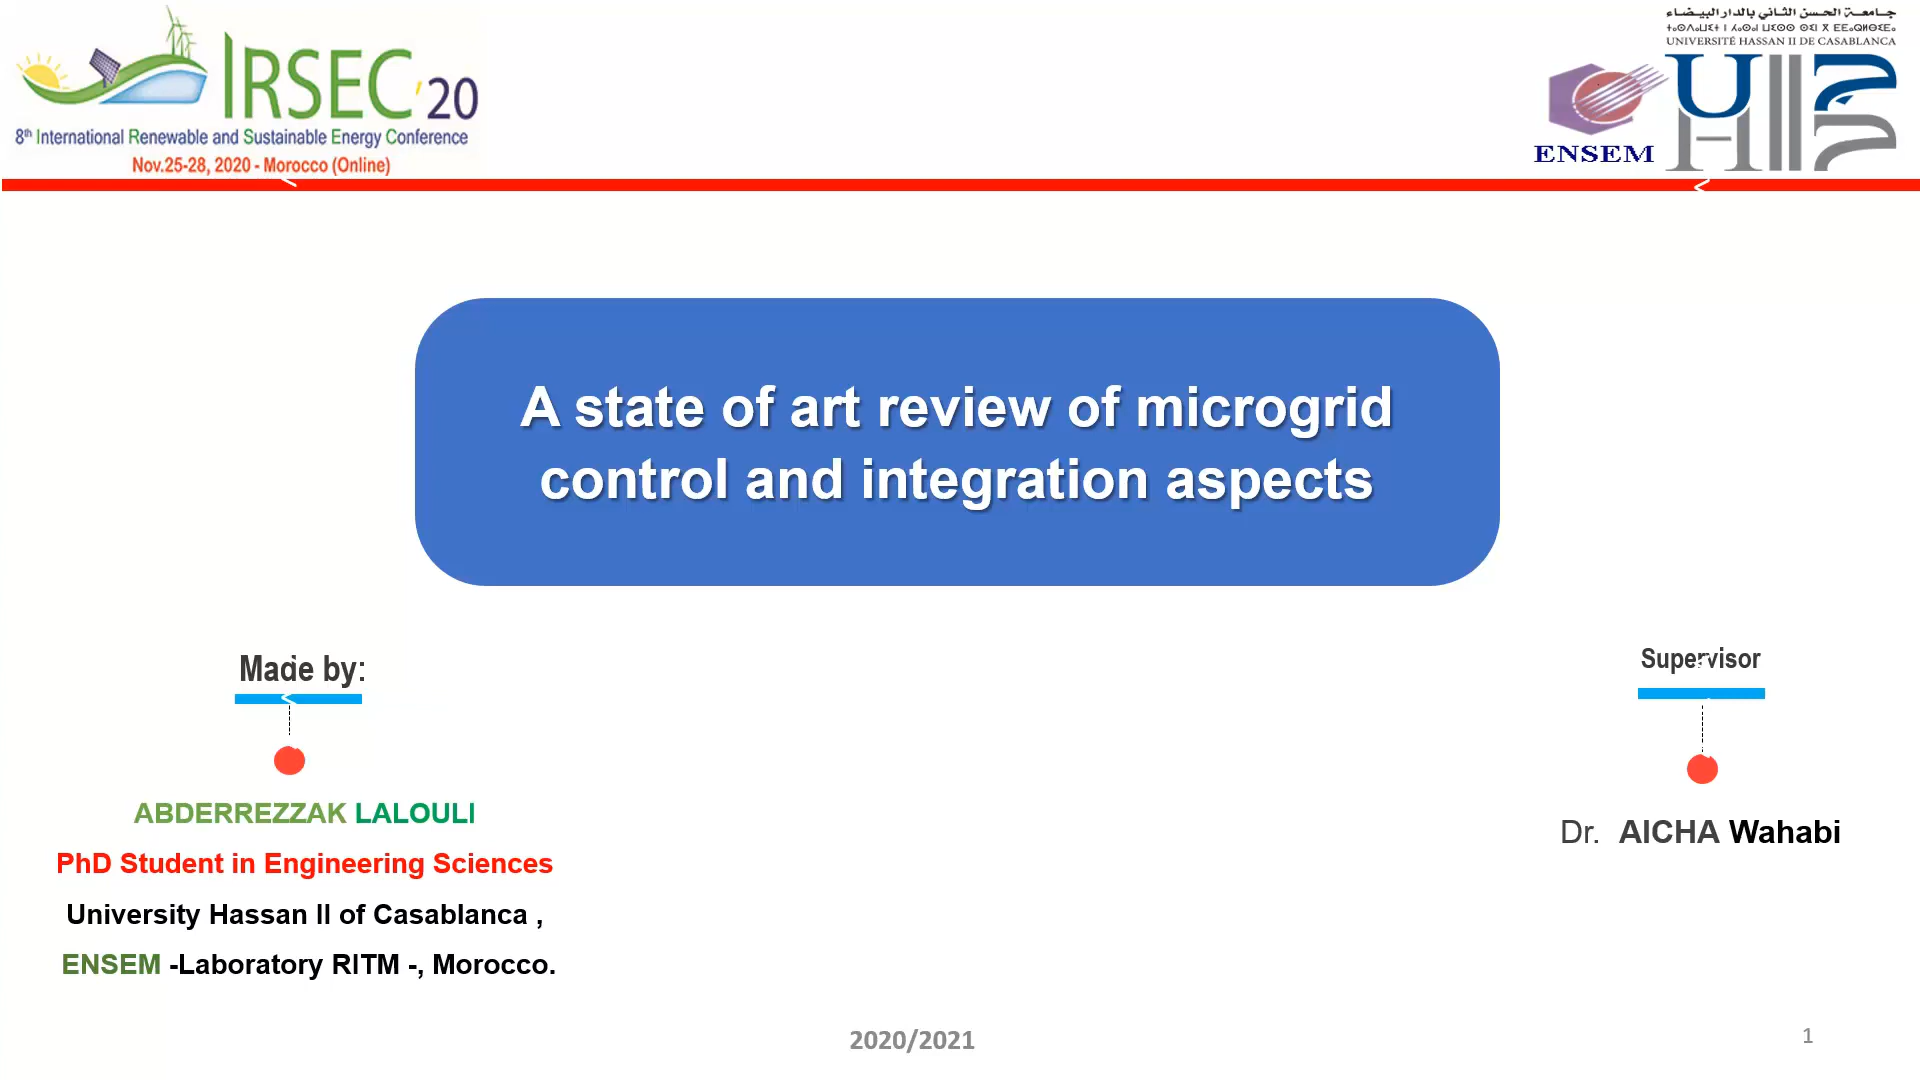 IRSEC'20
8th International Renewable and Sustainable Energy Conference
Nov.25-28, 2020 - Morocco (Online)
جامعة الحسن الثاني بالدار البيضاء
UNIVERSITÉ HASSAN II DE CASABLANCA
ENSEM
A state of art review of microgrid
control and integration aspects
Made by:
ABDERREZZAK LALOULI
PhD Student in Engineering Sciences
University Hassan II of Casablanca ,
ENSEM -Laboratory RITM -, Morocco.
Supervisor
Dr. AICHA Wahabi
2020/2021
1